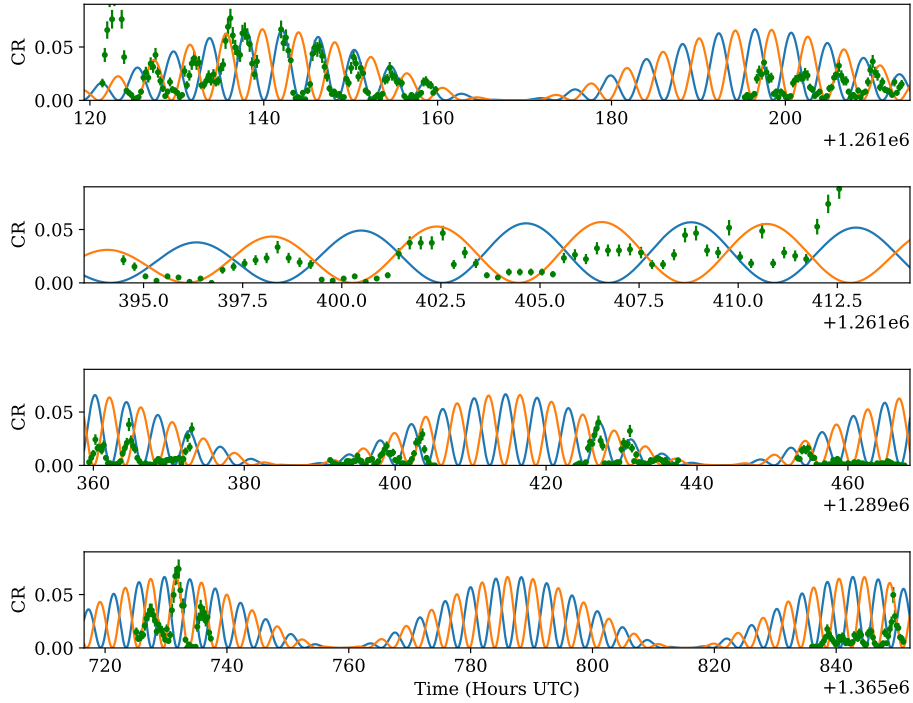 CR
0.05
0.00
120 140 160 180 200
+1.261e6
CR
0.05
0.00
395.0 397.5 400.0 402.5 405.0 407.5 410.0 412.5
+1.261e6
CR
0.05
0.00
360 380 400 420 440 460
+1.289e6
CR
0.05
0.00
720 740 760 780 800 820 840
Time (Hours UTC)
+1.365e6